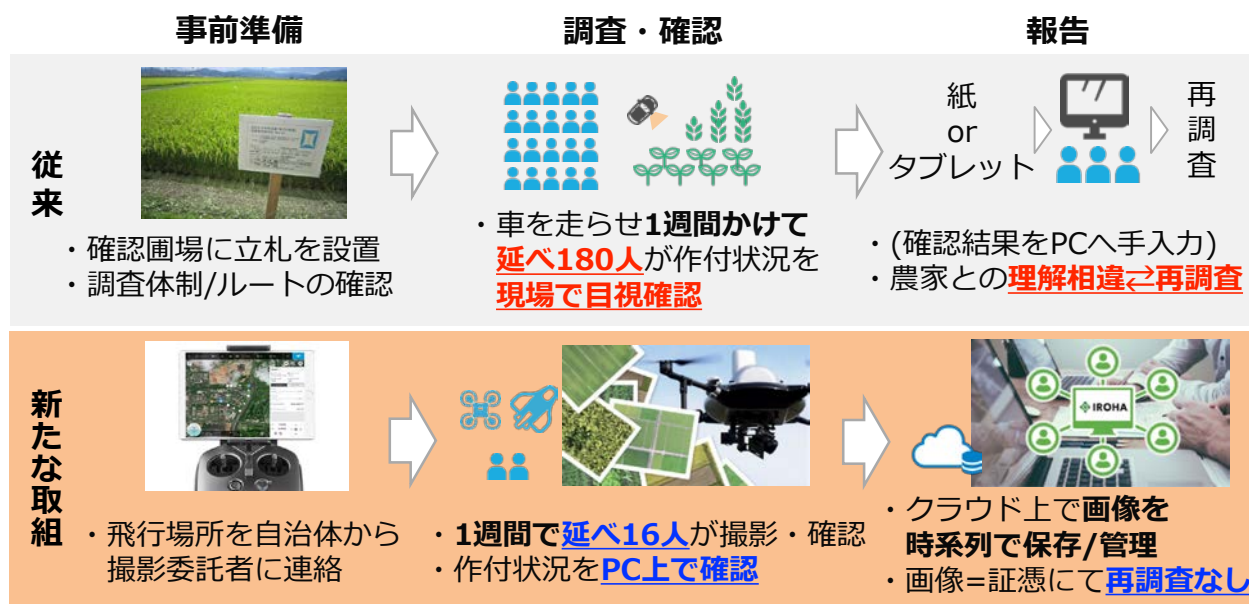 事前準備
調査・確認
報告
従来
紙
or
タブレット
再調査
・確認圃場に立札を設置
・調査体制/ルートの確認
・車を走らせ1週間かけて
延べ180人が作付状況を
現場で目視確認
・(確認結果をPCへ手入力)
・農家との理解相違⇄再調査
新たな取組
IROHA
・飛行場所を自治体から
撮影委託者に連絡
・1週間で延べ16人が撮影・確認
・作付状況をPC上で確認
・クラウド上で画像を
時系列で保存/管理
・画像=証憑にて再調査なし